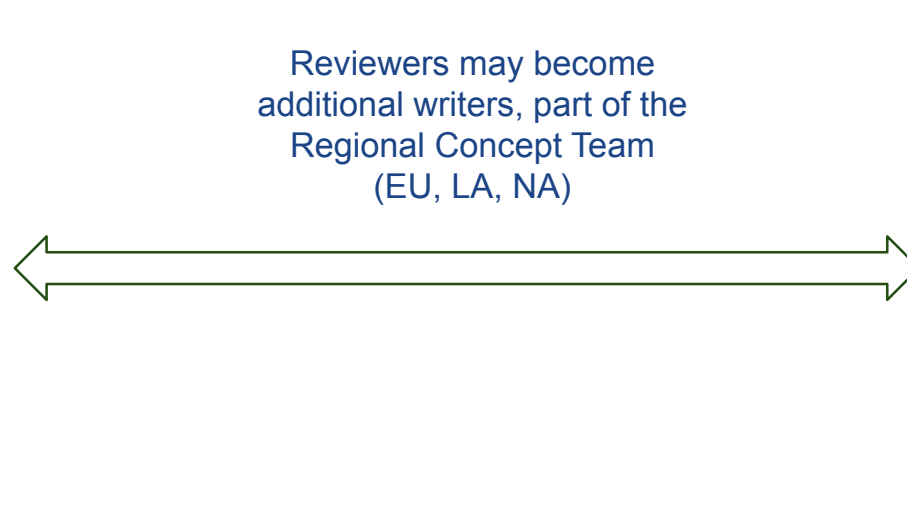 Reviewers may become
additional writers, part of the
Regional Concept Team
(EU, LA, NA)